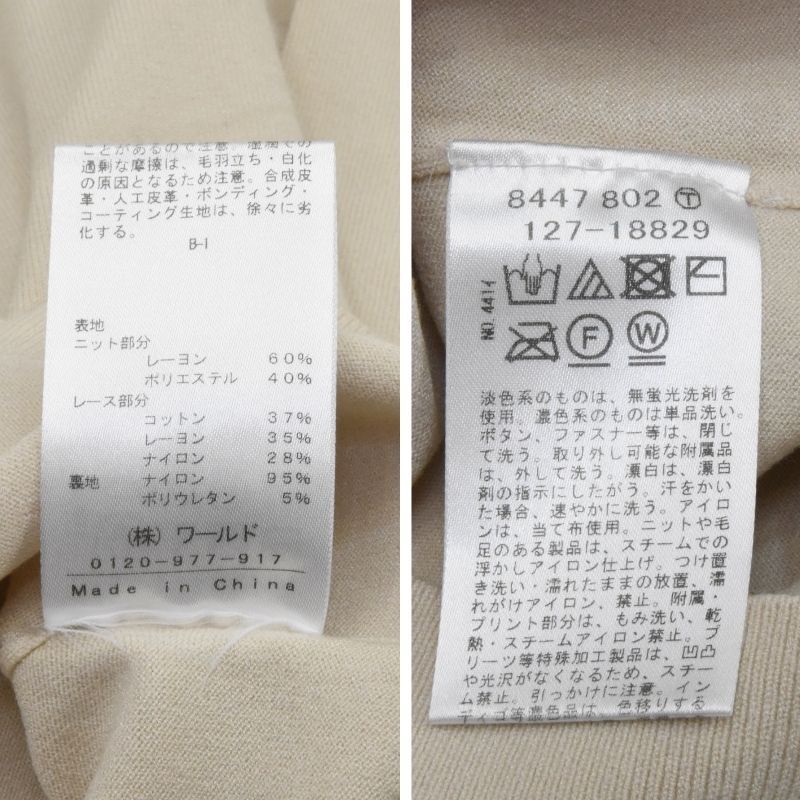 ことがあるので注意。湿潤での
過剰な摩擦は、毛羽立ち・白化
の原因となるため注意。合成皮
革・人工皮革・ボンディング・
コーティング生地は、徐々に劣
化する。
B-I
表地
ニット部分
レーヨン 60%
ポリエステル 40%
レース部分
コットン 37%
レーヨン 35%
ナイロン 28%
裏地 ナイロン 95%
ポリウレタン 5%
(株) ワールド
0120-977-917
Made in China
8447 802 Ⓣ
127-18829
NO. 4414
F W
淡色系のものは、無蛍光洗剤を
使用。濃色系のものは単品洗い。
ボタン、ファスナー等は、閉じ
て洗う。取り外し可能な附属品
は、外して洗う。漂白は、漂白
剤の指示にしたがう。汗をかい
た場合、速やかに洗う。アイロ
ンは、当て布使用。ニットや毛
足のある製品は、スチームでの
浮かしアイロン仕上げ。つけ置
き洗い・濡れたままの放置、濡
れがけアイロン、禁止。附属・
プリント部分は、もみ洗い、乾
熱・スチームアイロン禁止。プ
リーツ等特殊加工製品は、凹凸
や光沢がなくなるため、スチー
ム禁止。引っかけに注意。イン
ディゴ等濃色品は、色移りする